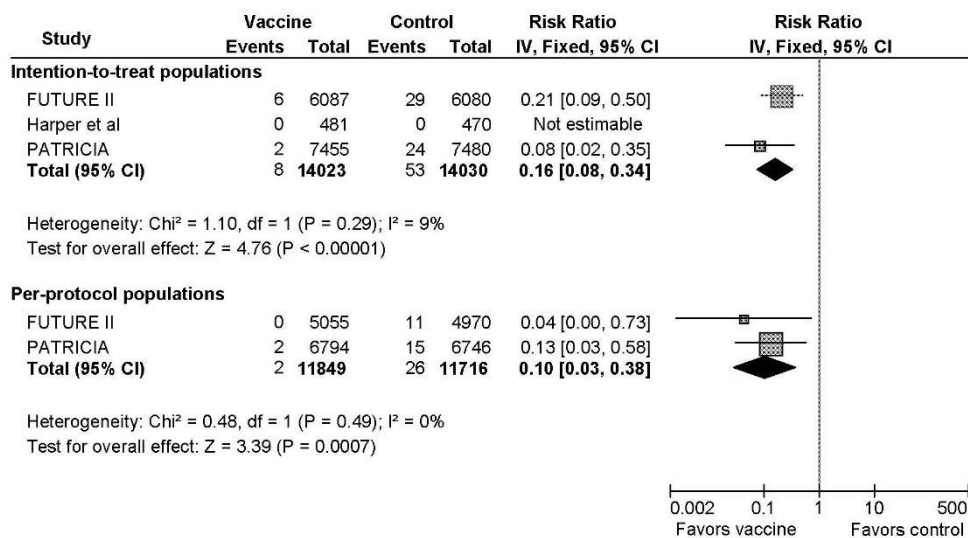 Study Vaccine Control Risk Ratio Risk Ratio
Events Total Events Total IV, Fixed, 95% CI IV, Fixed, 95% CI
Intention-to-treat populations
FUTURE II 6 6087 29 6080 0.21 [0.09, 0.50]
Harper et al 0 481 0 470 Not estimable
PATRICIA 2 7455 24 7480 0.08 [0.02, 0.35]
Total (95% CI) 8 14023 53 14030 0.16 [0.08, 0.34]
Heterogeneity: Chi² = 1.10, df = 1 (P = 0.29); I² = 9%
Test for overall effect: Z = 4.76 (P < 0.00001)
Per-protocol populations
FUTURE II 0 5055 11 4970 0.04 [0.00, 0.73]
PATRICIA 2 6794 15 6746 0.13 [0.03, 0.58]
Total (95% CI) 2 11849 26 11716 0.10 [0.03, 0.38]
Heterogeneity: Chi² = 0.48, df = 1 (P = 0.49); I² = 0%
Test for overall effect: Z = 3.39 (P = 0.0007)
0.002 0.1 1 10 500
Favors vaccine Favors control